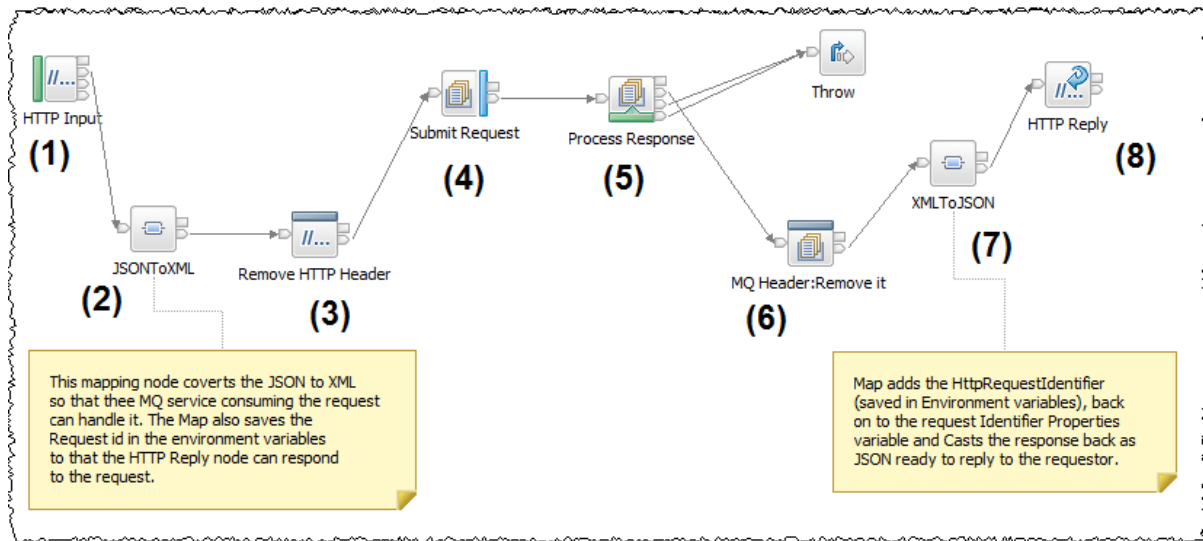 HTTP Input
(1)
JSONToXML
(2)
Remove HTTP Header
(3)
Submit Request
(4)
Process Response
(5)
Throw
MQ Header:Remove it
(6)
XMLToJSON
(7)
HTTP Reply
(8)
This mapping node coverts the JSON to XML
so that thee MQ service consuming the request
can handle it. The Map also saves the
Request id in the environment variables
to that the HTTP Reply node can respond
to the request.
Map adds the HttpRequestIdentifier
(saved in Environment variables), back
on to the request Identifier Properties
variable and Casts the response back as
JSON ready to reply to the requestor.